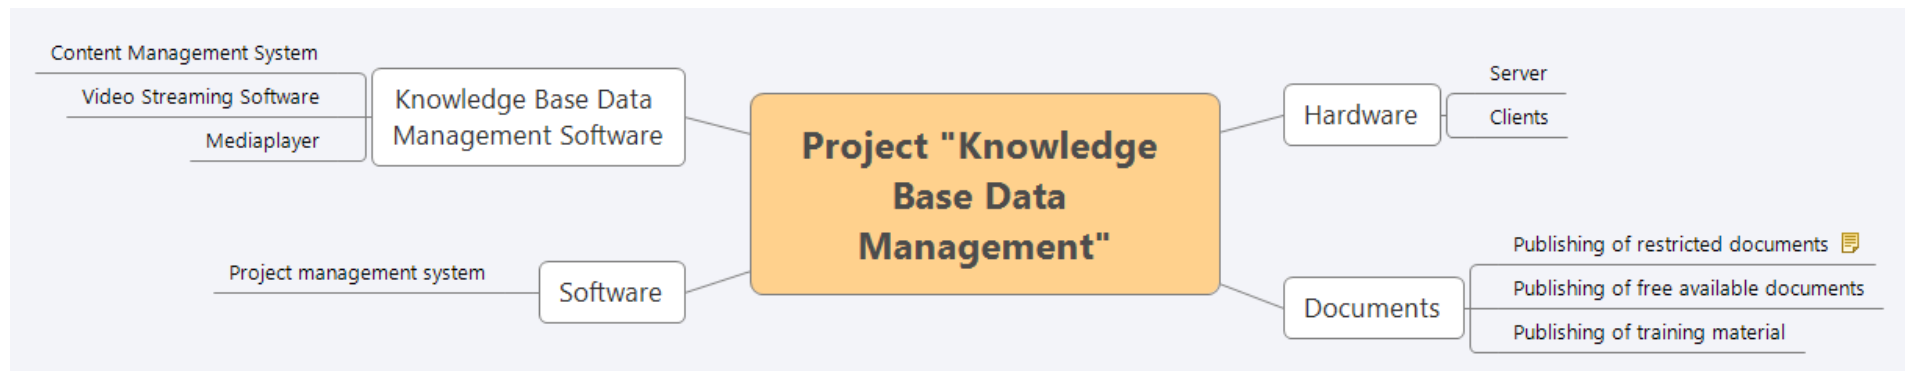 Content Management System
Video Streaming Software
Mediaplayer
Knowledge Base Data
Management Software
Project management system
Software
Project "Knowledge
Base Data
Management"
Hardware
Server
Clients
Documents
Publishing of restricted documents
Publishing of free available documents
Publishing of training material